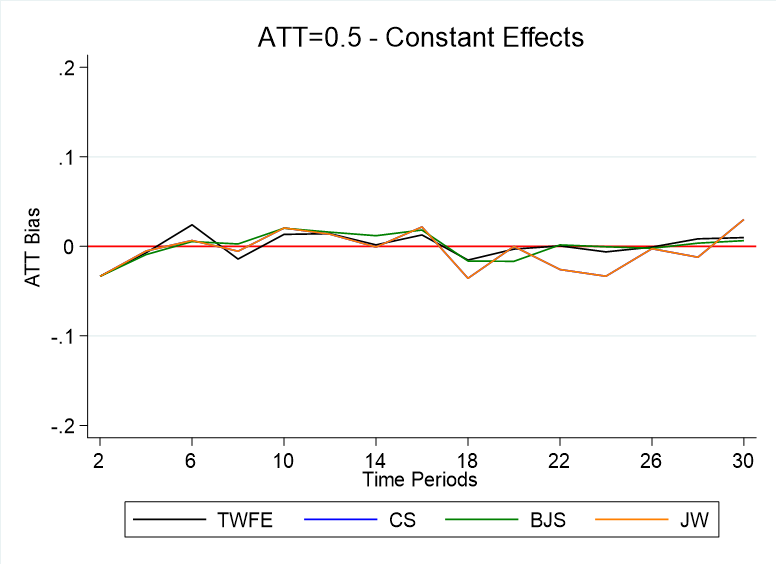 ATT=0.5 - Constant Effects
ATT Bias
.2
.1
0
-.1
-.2
2 6 10 14 18 22 26 30
Time Periods
TWFE CS BJS JW